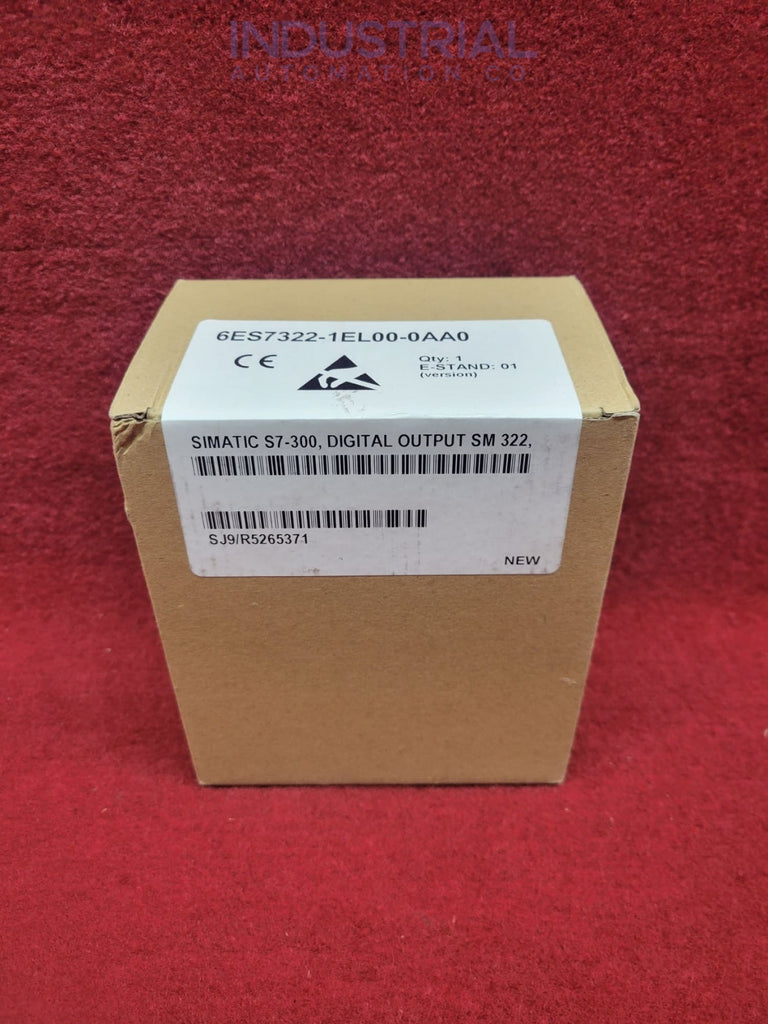 INDUSTRIAL
AUTOMATION CO
6ES7322-1EL00-0AA0
CE
Qty: 1
E-STAND: 01
(version)
SIMATIC S7-300, DIGITAL OUTPUT SM 322,
SJ9/R5265371
NEW